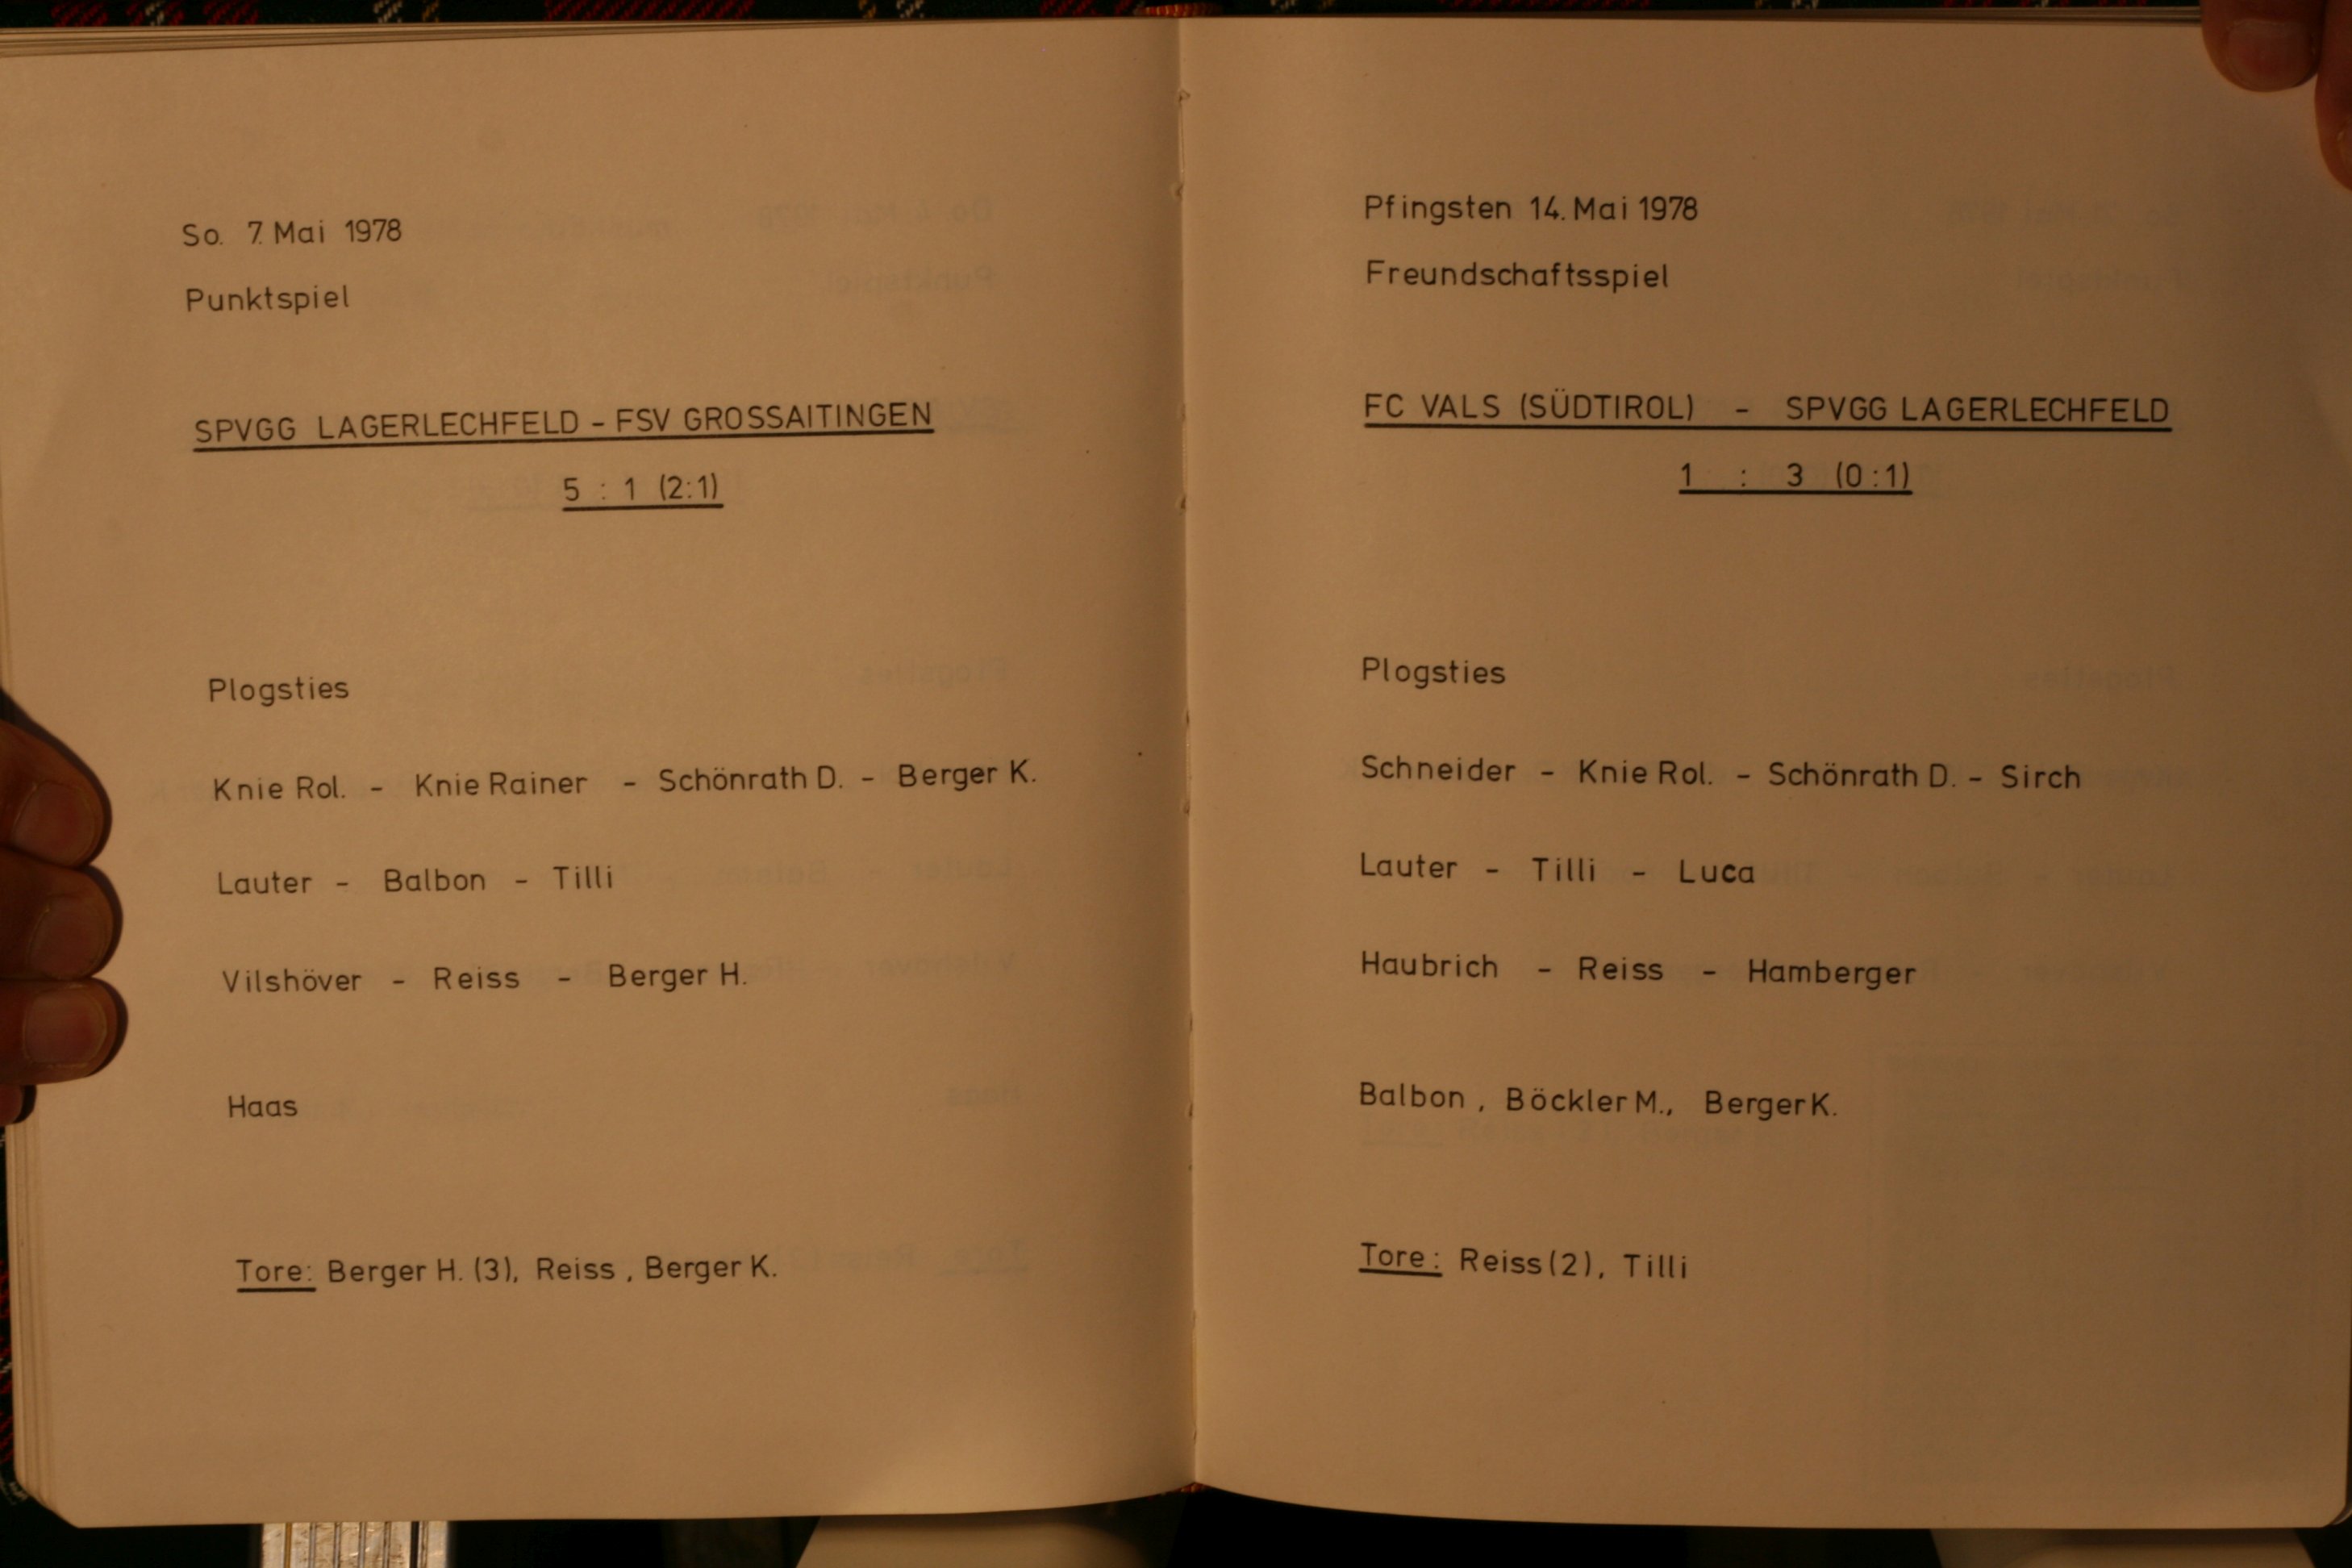 So. 7. Mai 1978
Punktspiel
SPVGG LAGERLECHFELD - FSV GROSSAITINGEN
5 : 1 (2:1)
Plogsties
Knie Rol. - Knie Rainer - Schönrath D. - Berger K.
Lauter - Balbon - Tilli
Vilshöver - Reiss - Berger H.
Haas
Tore: Berger H. (3), Reiss, Berger K.
Pfingsten 14. Mai 1978
Freundschaftsspiel
FC VALS (SÜDTIROL) - SPVGG LAGERLECHFELD
1 : 3 (0:1)
Plogsties
Schneider - Knie Rol. - Schönrath D. - Sirch
Lauter - Tilli - Luca
Haubrich - Reiss - Hamberger
Balbon, Böckler M., Berger K.
Tore: Reiss (2), Tilli